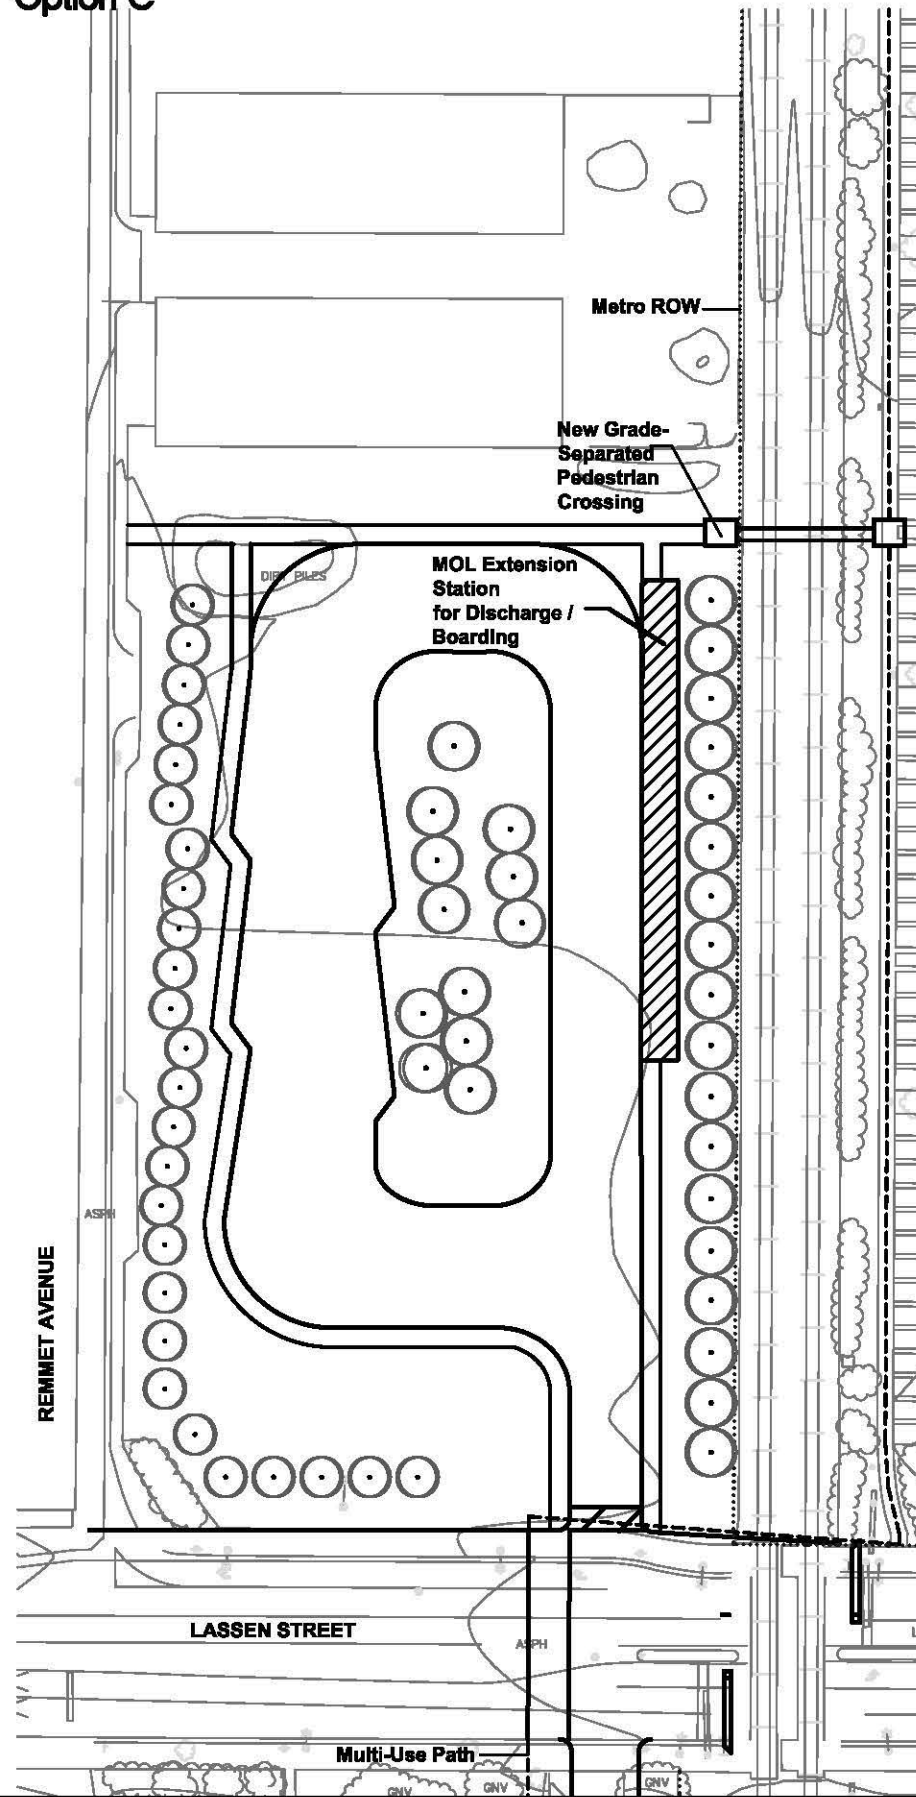 Option C
Metro ROW
New Grade-
Separated
Pedestrian
Crossing
MOL Extension
Station
for Discharge /
Boarding
DIRT PILES
ASPH
REMMET AVENUE
LASSEN STREET
ASPH
Multi-Use Path
GNV
GNV
GNV